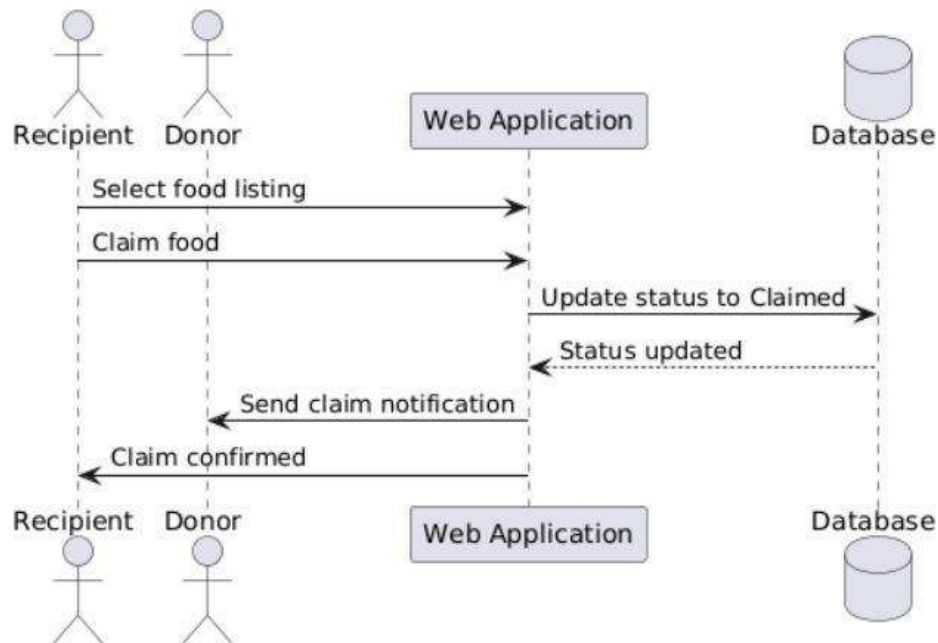 Recipient Donor
Web Application
Database
Select food listing
Claim food
Update status to Claimed
Status updated
Send claim notification
Claim confirmed
Recipient Donor
Web Application
Database